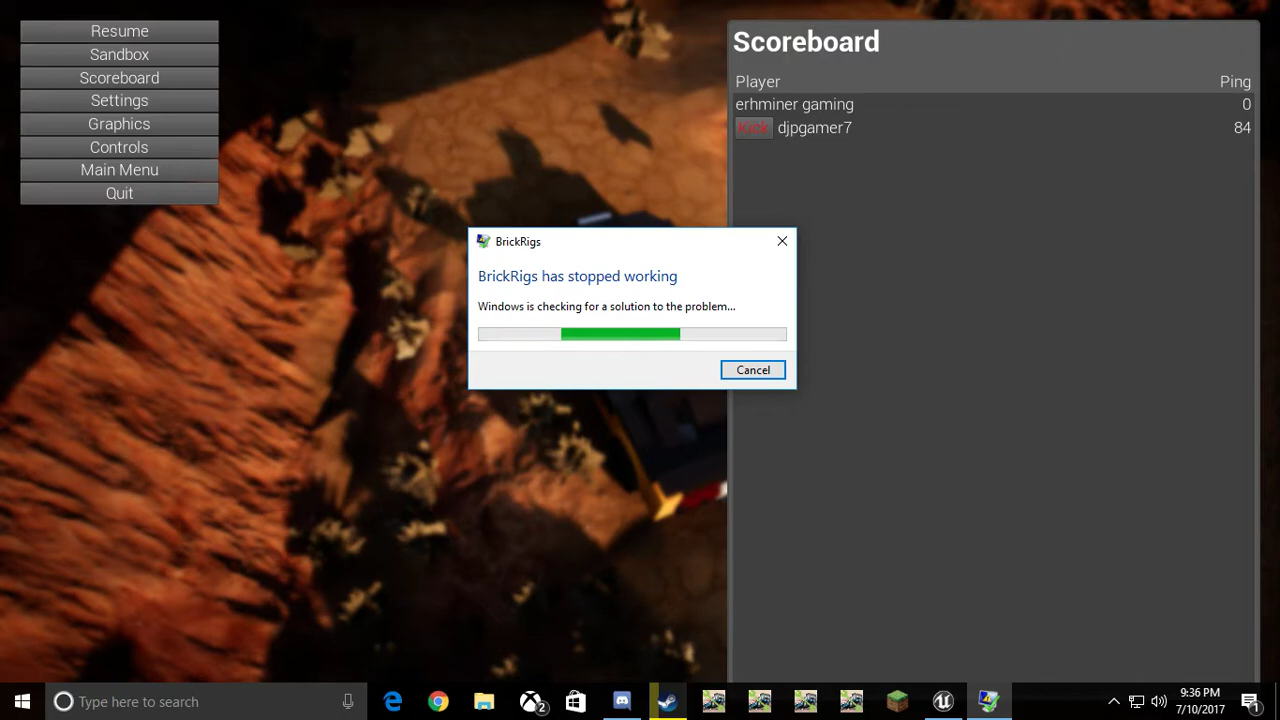 Resume
Sandbox
Scoreboard
Settings
Graphics
Controls
Main Menu
Quit
Scoreboard
Player Ping
erhminer gaming 0
Kick djpgamer7 84
BrickRigs
BrickRigs has stopped working
Windows is checking for a solution to the problem...
Cancel
Type here to search
2
9:36 PM
7/10/2017
1